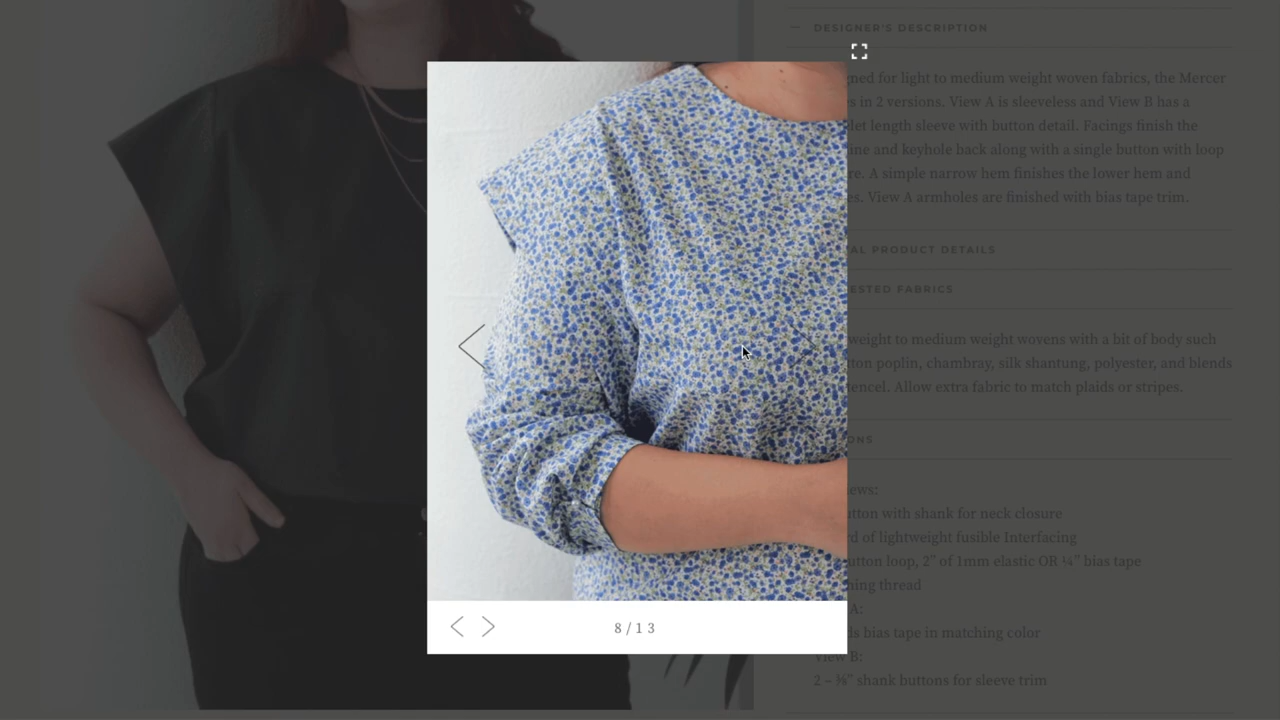 DESIGNER'S DESCRIPTION
gned for light to medium weight woven fabrics, the Mercer
s in 2 versions. View A is sleeveless and View B has a
let length sleeve with button detail. Facings finish the
ine and keyhole back along with a single button with loop
re. A simple narrow hem finishes the lower hem and
es. View A armholes are finished with bias tape trim.
AL PRODUCT DETAILS
ESTED FABRICS
weight to medium weight wovens with a bit of body such
tton poplin, chambray, silk shantung, polyester, and blends
tencel. Allow extra fabric to match plaids or stripes.
ONS
iews:
utton with shank for neck closure
rd of lightweight fusible Interfacing
utton loop, 2" of 1mm elastic OR ¼" bias tape
hing thread
A:
ds bias tape in matching color
View B:
2 – ⅜" shank buttons for sleeve trim
8 / 1 3